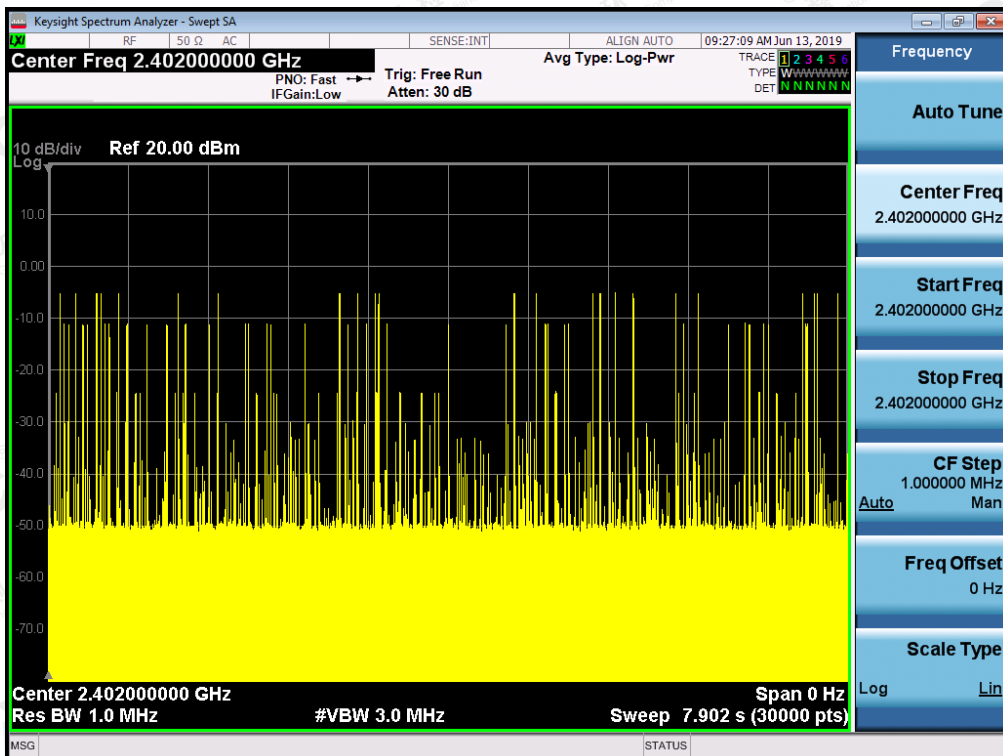 Keysight Spectrum Analyzer - Swept SA
LXI RF 50 Ω AC SENSE:INT ALIGN AUTO 09:27:09 AM Jun 13, 2019
Center Freq 2.402000000 GHz
PNO: Fast
IFGain:Low
Trig: Free Run
Atten: 30 dB
Avg Type: Log-Pwr
TRACE 1 2 3 4 5 6
TYPE W
DET N N N N N N
10 dB/div Ref 20.00 dBm
Log
10.0
0.00
-10.0
-20.0
-30.0
-40.0
-50.0
-60.0
-70.0
Center 2.402000000 GHz Span 0 Hz
Res BW 1.0 MHz #VBW 3.0 MHz Sweep 7.902 s (30000 pts)
MSG STATUS
Frequency
Auto Tune
Center Freq
2.402000000 GHz
Start Freq
2.402000000 GHz
Stop Freq
2.402000000 GHz
CF Step
1.000000 MHz
Auto Man
Freq Offset
0 Hz
Scale Type
Log Lin